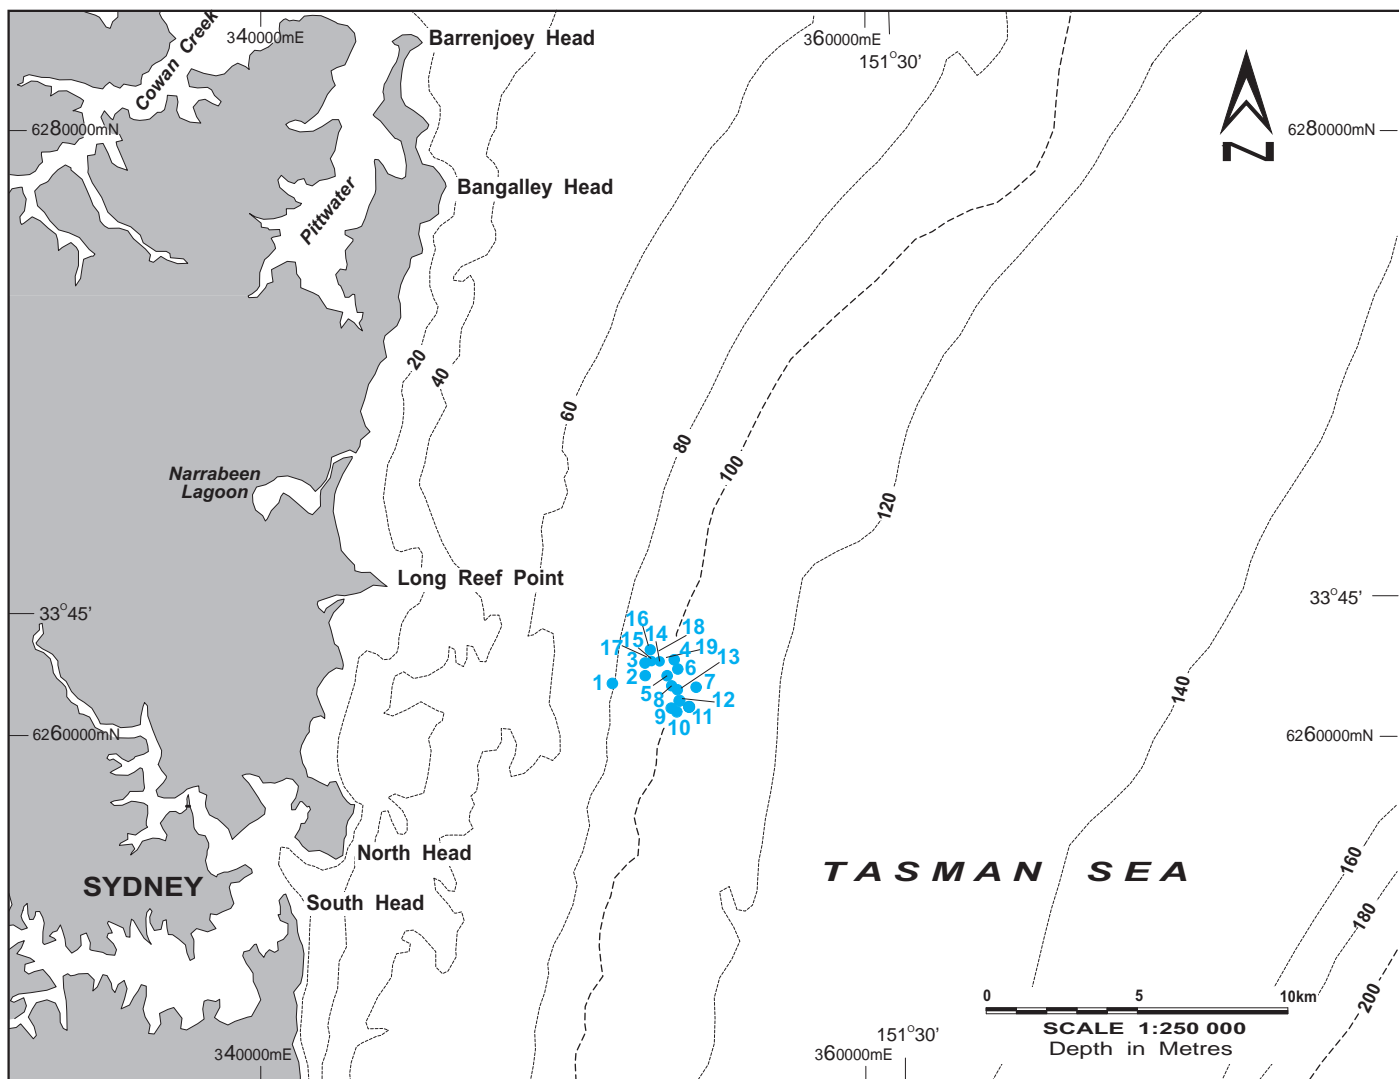 340000mE
Barrenjoey Head
360000mE
151°30'
Cowan Creek
6280000mN
6280000mN
N
Bangalley Head
Pittwater
20
40
60
80
100
120
Narrabeen
Lagoon
Long Reef Point
33°45'
33°45'
16
15
14
18
17
3
4
19
13
2
6
1
5
7
8
12
9
11
10
140
6260000mN
6260000mN
North Head
SYDNEY
South Head
TASMAN SEA
160
180
200
0 5 10km
SCALE 1:250 000
Depth in Metres
340000mE
360000mE
151°30'